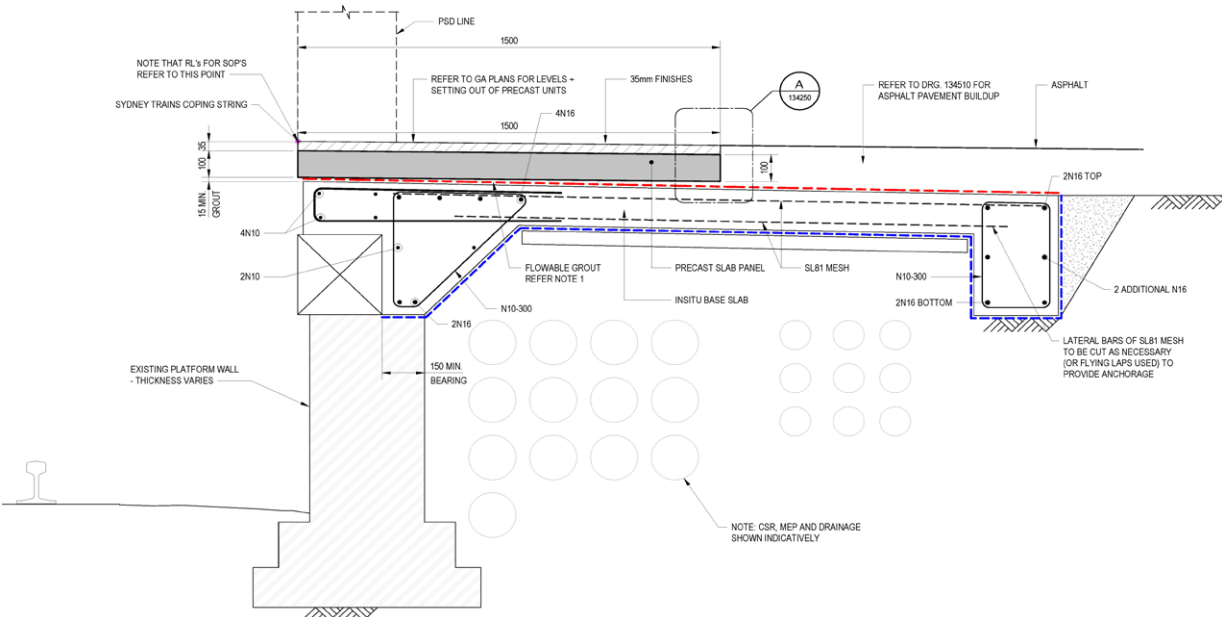 PSD LINE
1500
NOTE THAT RL's FOR SOP'S
REFER TO THIS POINT
REFER TO GA PLANS FOR LEVELS +
SETTING OUT OF PRECAST UNITS
35mm FINISHES
A
134250
REFER TO DRG. 134510 FOR
ASPHALT PAVEMENT BUILDUP
ASPHALT
SYDNEY TRAINS COPING STRING
4N16
1500
35
100
100
15 MIN.
GROUT
2N16 TOP
4N10
2N10
FLOWABLE GROUT
REFER NOTE 1
PRECAST SLAB PANEL
SL81 MESH
N10-300
2 ADDITIONAL N16
INSITU BASE SLAB
2N16 BOTTOM
N10-300
2N16
LATERAL BARS OF SL81 MESH
TO BE CUT AS NECESSARY
(OR FLYING LAPS USED) TO
PROVIDE ANCHORAGE
150 MIN.
BEARING
EXISTING PLATFORM WALL
- THICKNESS VARIES
NOTE: CSR, MEP AND DRAINAGE
SHOWN INDICATIVELY